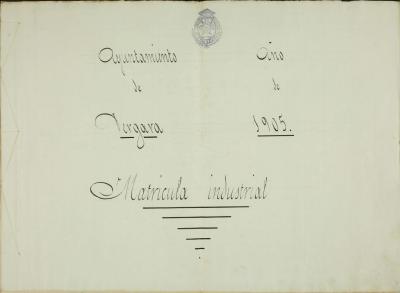 Ayuntamiento
de
Vergara
Año
de
1905.
Matrícula industrial